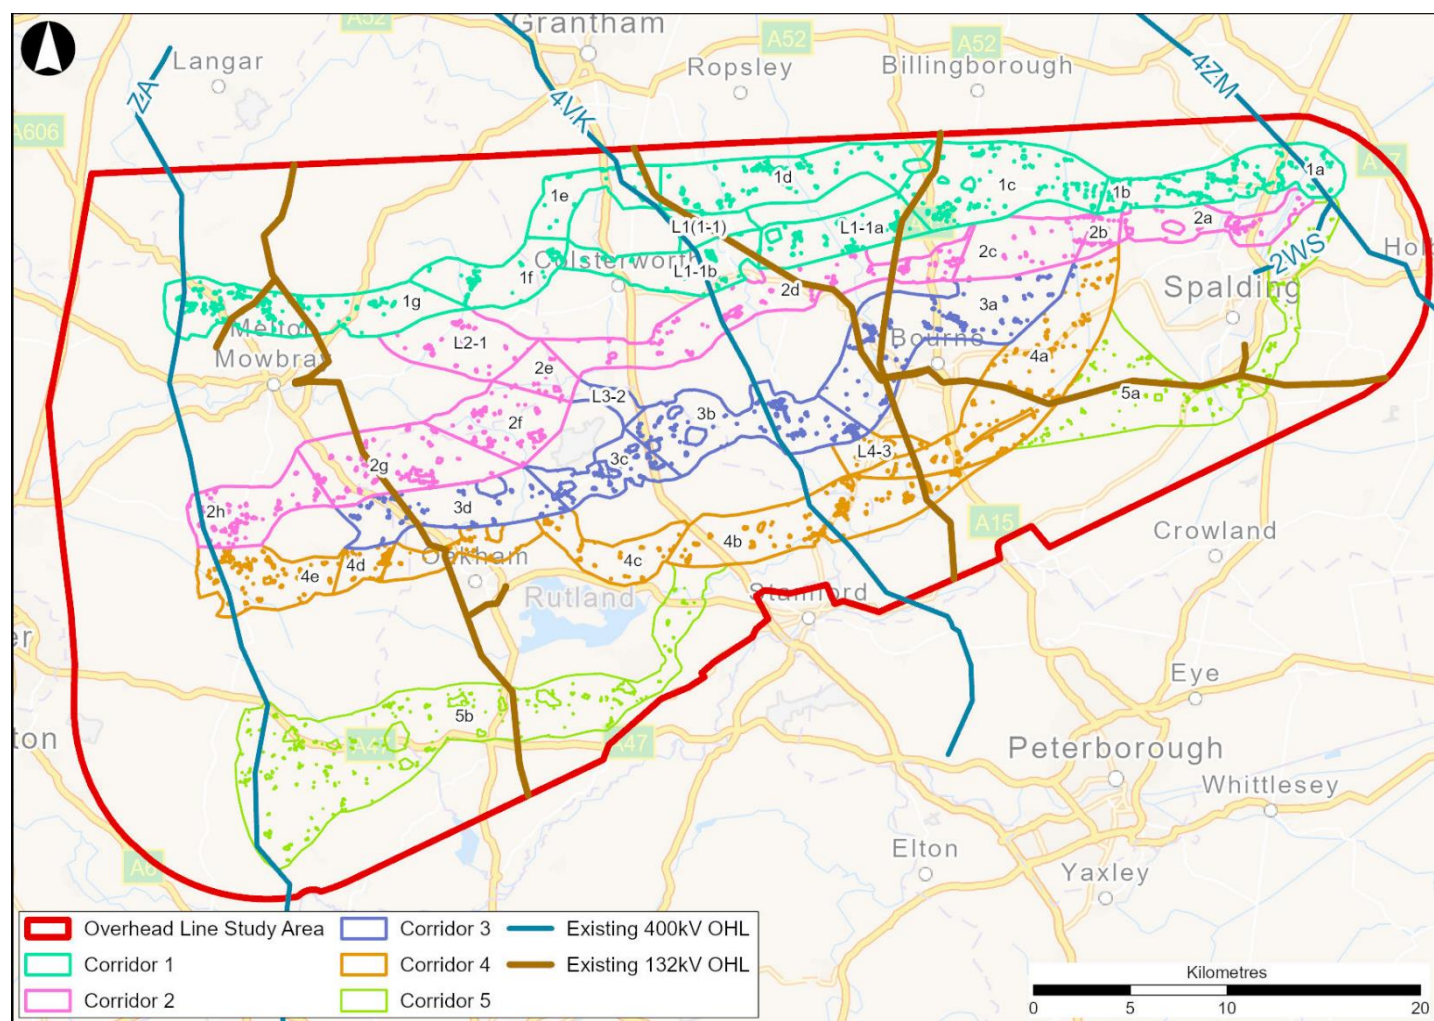 A52
Grantham
Langar
ZA
4VK
Ropsley
A52
A52
Billingborough
4ZM
A606
A17
1a
1b
1c
1d
1e
2a
L1(1-1)
L1-1a
2b
2c
2WS
Colsterworth
L1-1b
1f
2d
1g
Spalding
3a
Melton
Mowbray
L2-1
Bourne
2e
4a
5a
L3-2
3b
2f
L4-3
3c
2g
3d
2h
A15
Crowland
4b
4c
4d
4e
Oakham
Rutland
Stamford
Eye
5b
A47
Peterborough
Whittlesey
Elton
Yaxley
Overhead Line Study Area
Corridor 1
Corridor 2
Corridor 3
Corridor 4
Corridor 5
Existing 400kV OHL
Existing 132kV OHL
Kilometres
0 5 10 20